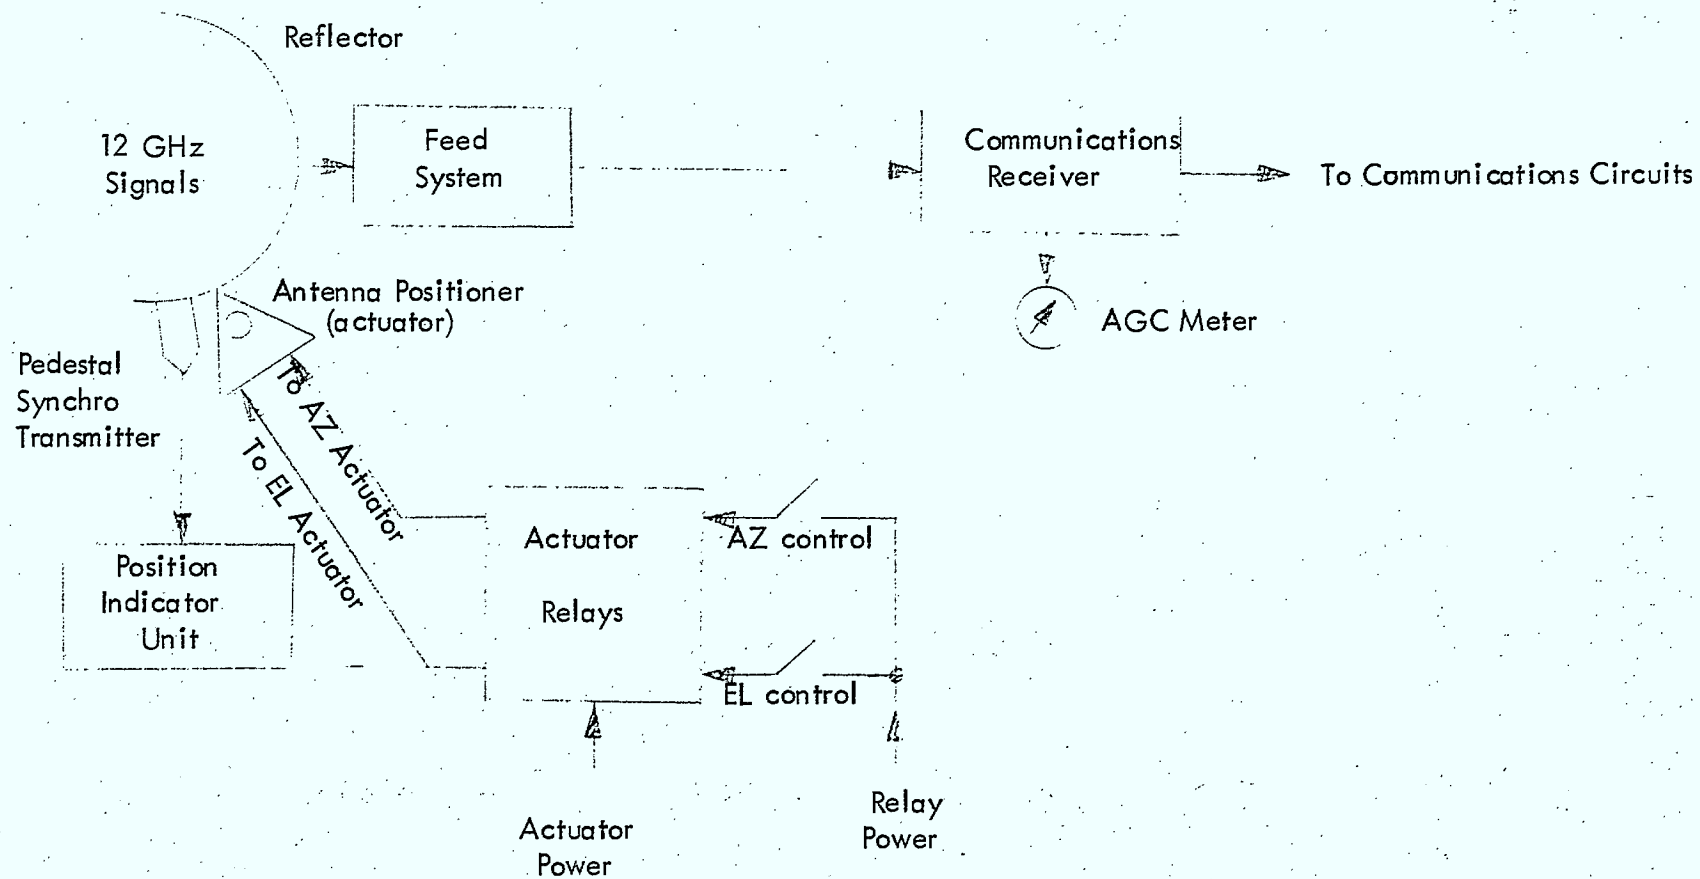 Reflector
12 GHz
Signals
Feed
System
Communications
Receiver
To Communications Circuits
Antenna Positioner
(actuator)
AGC Meter
Pedestal
Synchro
Transmitter
To AZ Actuator
To EL Actuator
Position
Indicator
Unit
Actuator
Relays
AZ control
EL control
Actuator
Power
Relay
Power